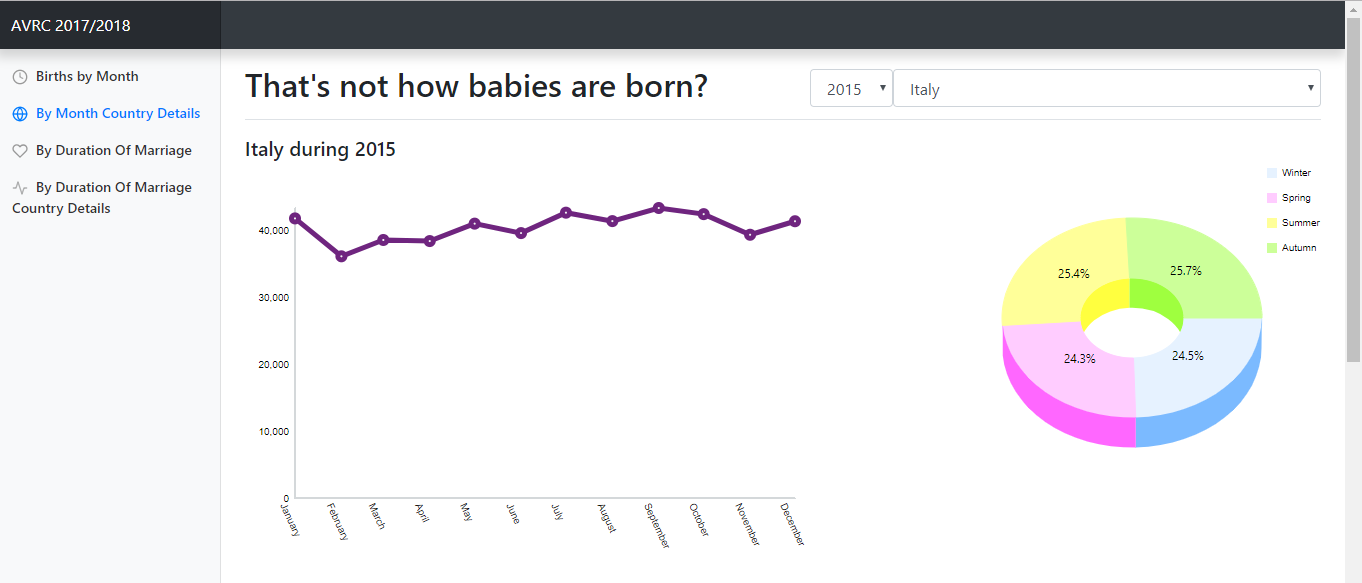 AVRC 2017/2018
Births by Month
By Month Country Details
By Duration Of Marriage
By Duration Of Marriage
Country Details
That's not how babies are born?
2015
Italy
Italy during 2015
40,000
30,000
20,000
10,000
0
January
February
March
April
May
June
July
August
September
October
November
December
Winter
Spring
Summer
Autumn
25.4%
25.7%
24.3%
24.5%